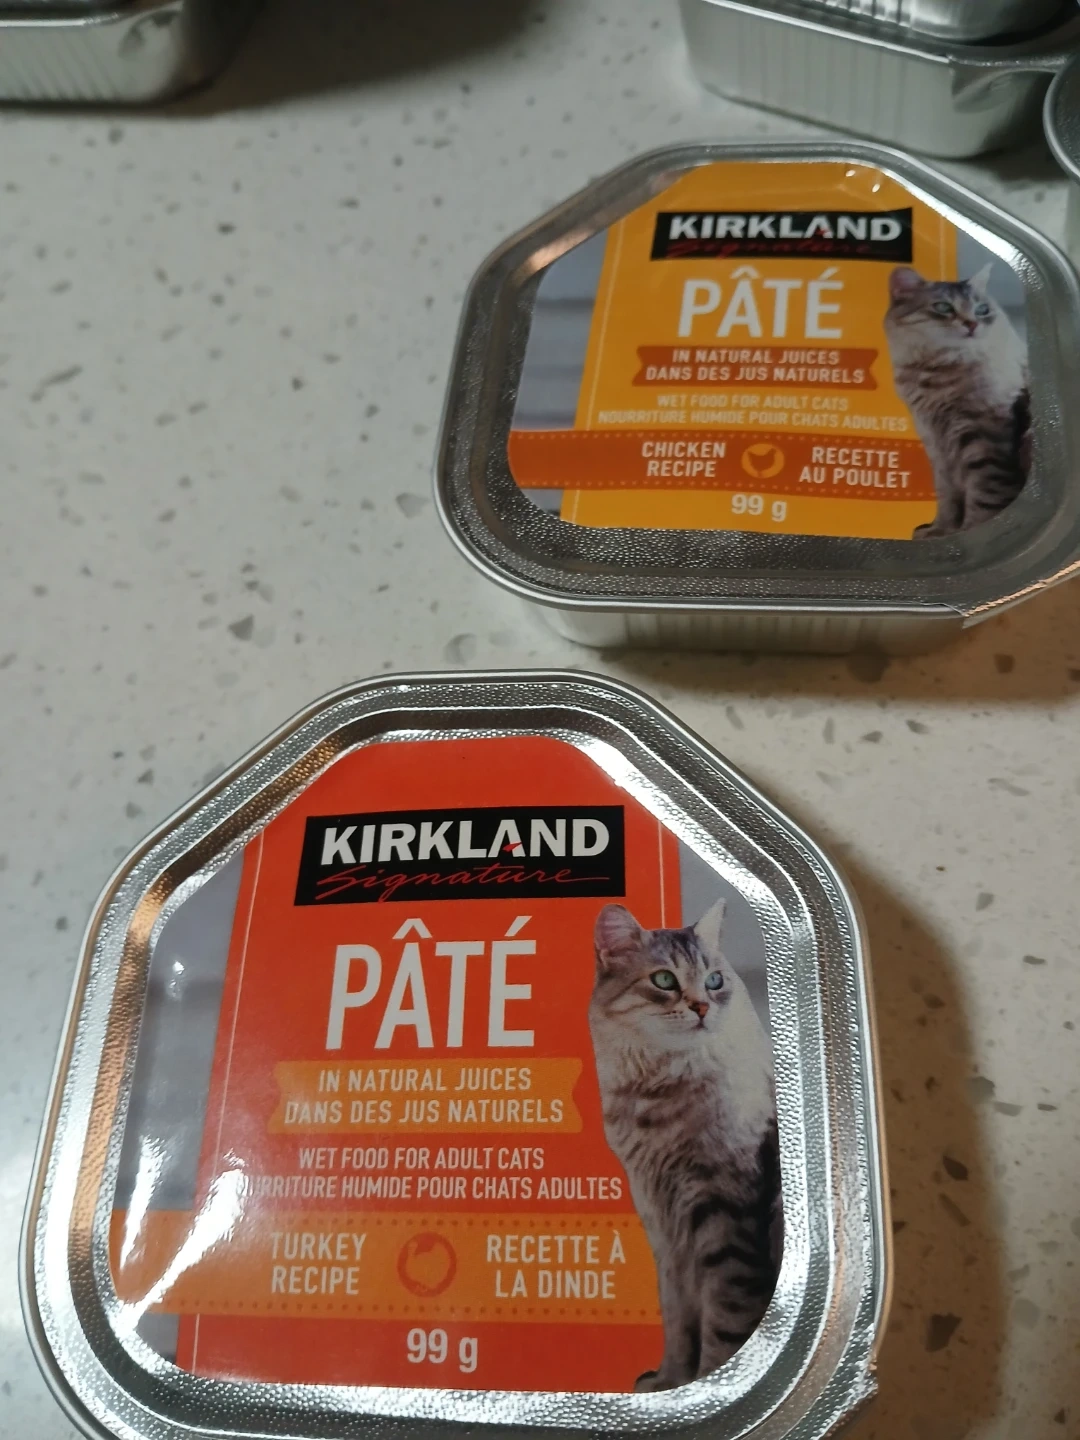 KIRKLAND
Signature
PÂTÉ
IN NATURAL JUICES
DANS DES JUS NATURELS
WET FOOD FOR ADULT CATS
NOURRITURE HUMIDE POUR CHATS ADULTES
CHICKEN
RECIPE
RECETTE
AU POULET
99 g
KIRKLAND
Signature
PÂTÉ
IN NATURAL JUICES
DANS DES JUS NATURELS
WET FOOD FOR ADULT CATS
HUMIDE POUR CHATS ADULTES
TURKEY
RECIPE
RECETTE À
LA DINDE
99 g